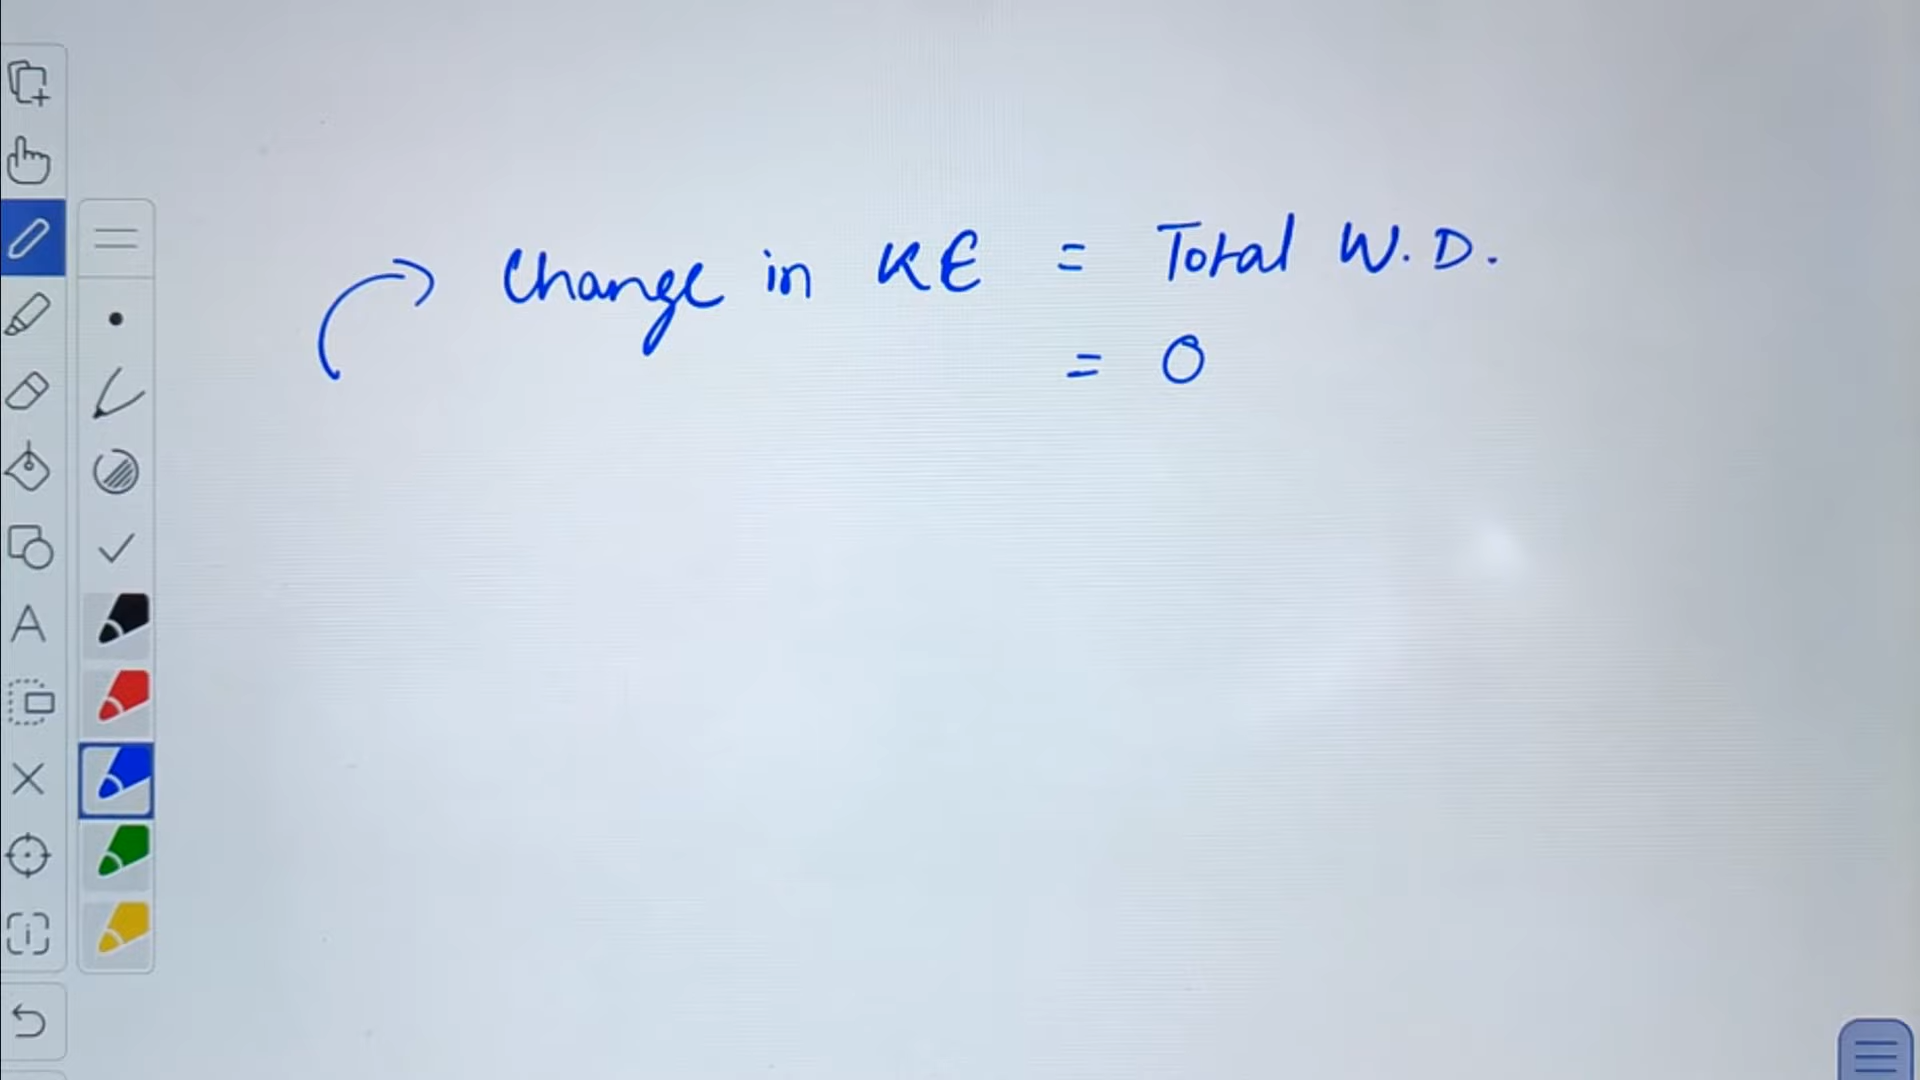 Change in KE = Total W.D.
= 0